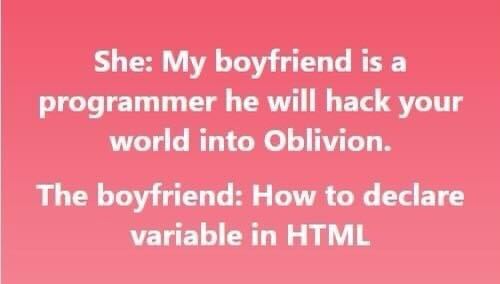 She: My boyfriend is a
programmer he will hack your
world into Oblivion.
The boyfriend: How to declare
variable in HTML